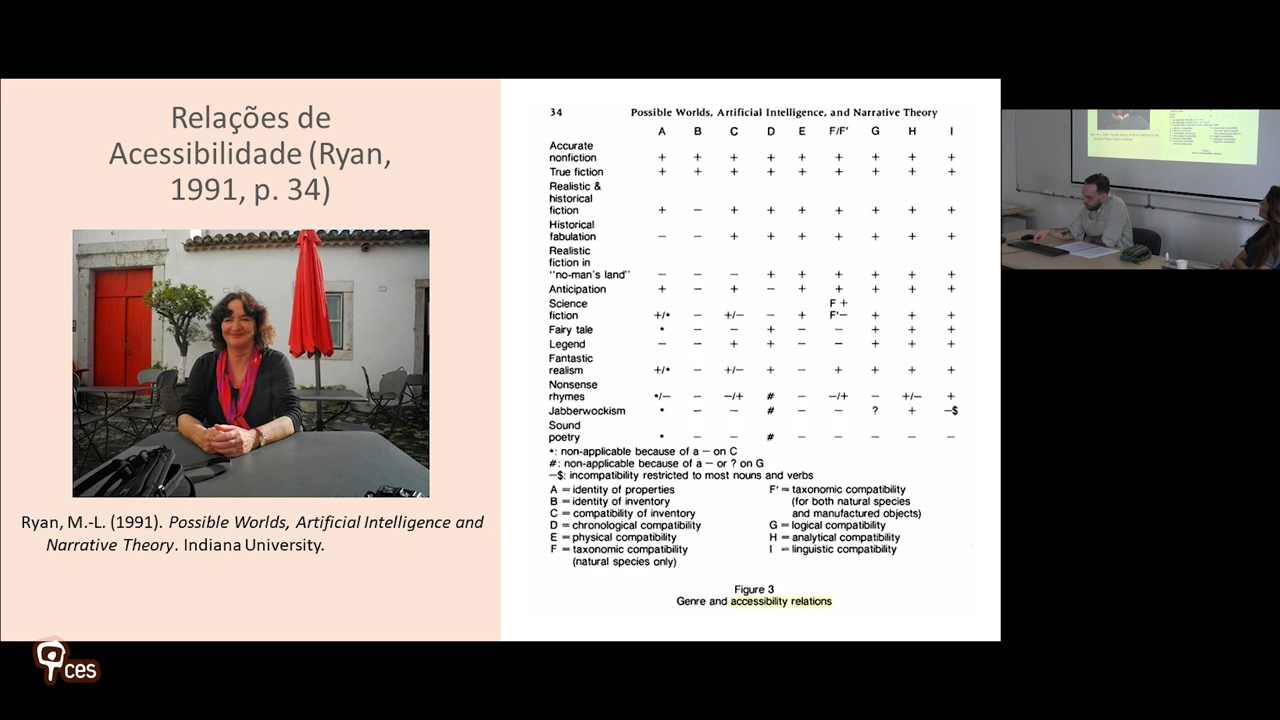 Relações de
Acessibilidade (Ryan,
1991, p. 34)
Ryan, M.-L. (1991). Possible Worlds, Artificial Intelligence and
Narrative Theory. Indiana University.
34 Possible Worlds, Artificial Intelligence, and Narrative Theory
A B C D E F/F' G H I
Accurate
nonfiction + + + + + + + + +
True fiction + + + + + + + + +
Realistic &
historical
fiction + − + + + + + + +
Historical
fabulation − − + + + + + + +
Realistic
fiction in
"no-man's land" − − − + + + + + +
Anticipation + − + − + + + + +
Science F +
fiction +/* − +/− − + F'− + + +
Fairy tale * − − + − − + + +
Legend − − + + − − + + +
Fantastic
realism +/* − +/− + − + + + +
Nonsense
rhymes */− − −/+ # − −/+ − +/− +
Jabberwockism * − − # − − ? + −$
Sound
poetry * − − # − − − − −
*: non-applicable because of a − on C
#: non-applicable because of a − or ? on G
−$: incompatibility restricted to most nouns and verbs
A = identity of properties
B = identity of inventory
C = compatibility of inventory
D = chronological compatibility
E = physical compatibility
F = taxonomic compatibility
(natural species only)
F' = taxonomic compatibility
(for both natural species
and manufactured objects)
G = logical compatibility
H = analytical compatibility
I = linguistic compatibility
Figure 3
Genre and accessibility relations
ces